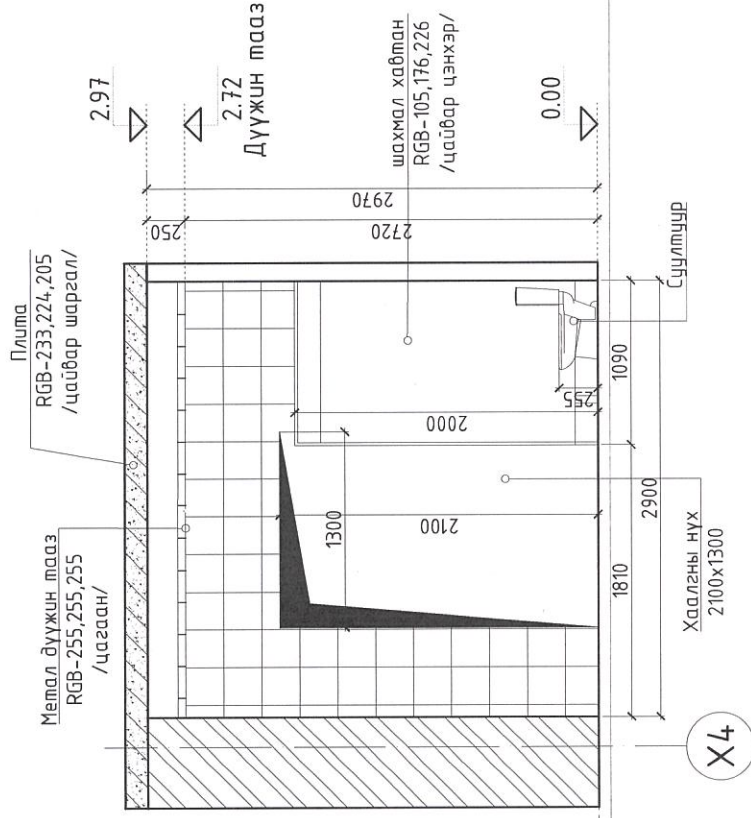 Плита
RGB-233,224,205
/цайвар шаргал/
Метал дүүжин тааз
RGB-255,255,255
/цагаан/
2.97
2.72
Дүүжин тааз
шахмал хавтан
RGB-105,176,226
/цайвар цэнхэр/
0.00
250
2720
2970
2000
2100
1300
255
1810
1090
2900
Суултуур
Хаалганы нүх
2100x1300
X4